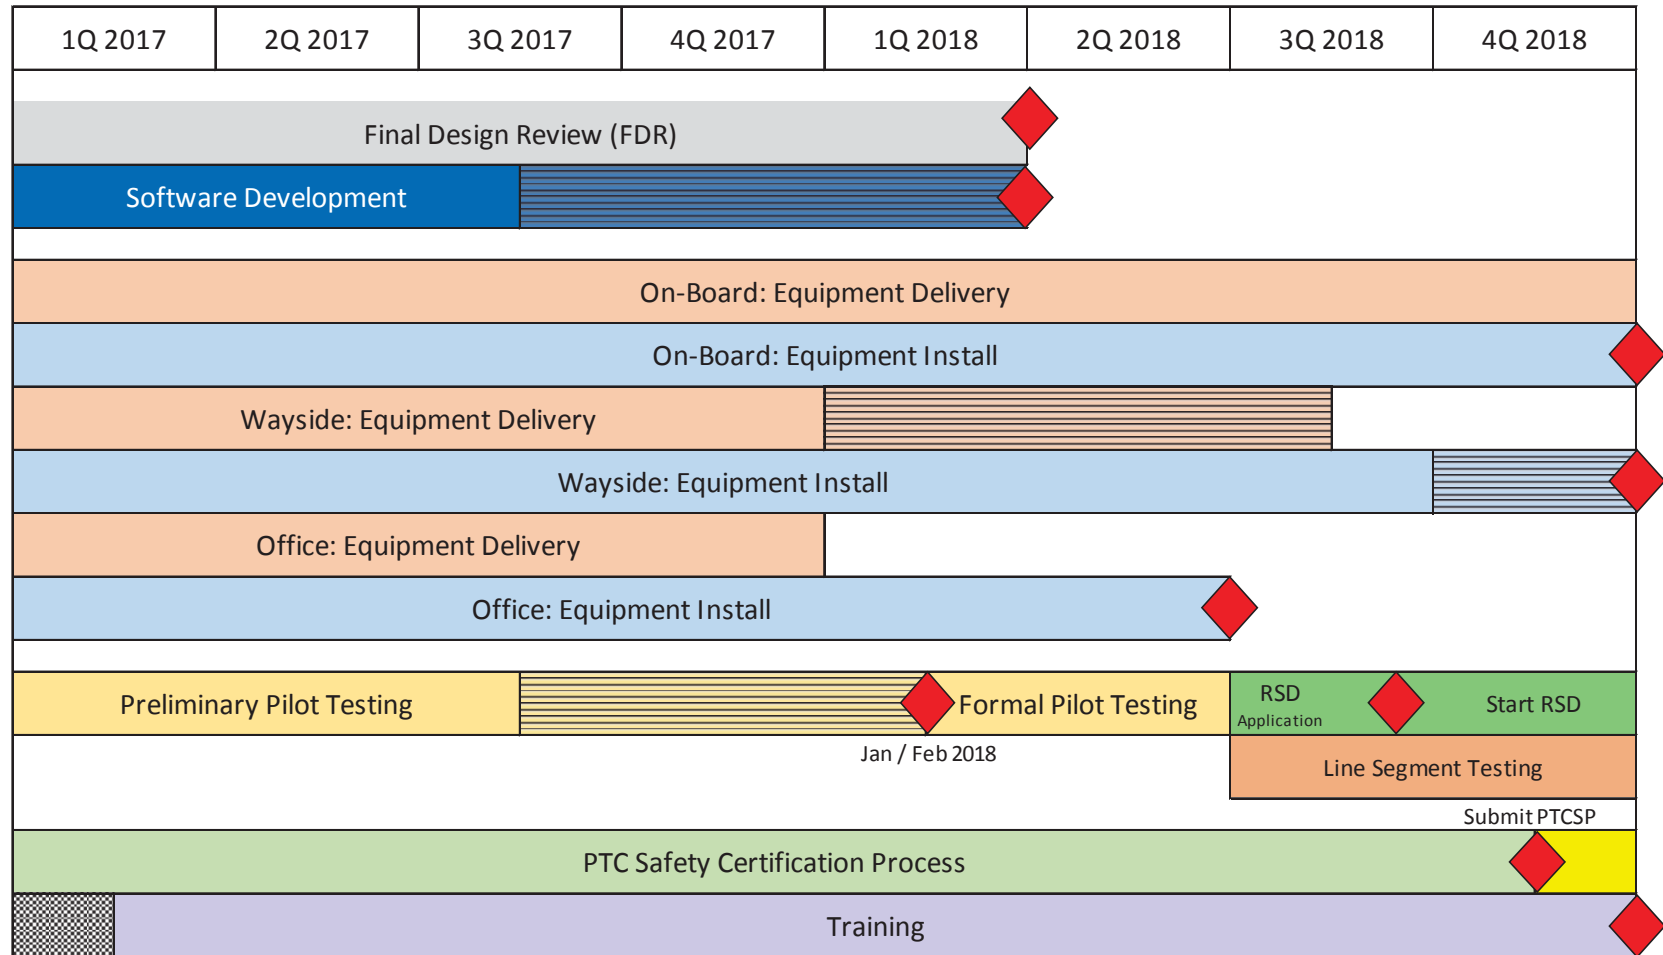 1Q 2017 2Q 2017 3Q 2017 4Q 2017 1Q 2018 2Q 2018 3Q 2018 4Q 2018
Final Design Review (FDR)
Software Development
On-Board: Equipment Delivery
On-Board: Equipment Install
Wayside: Equipment Delivery
Wayside: Equipment Install
Office: Equipment Delivery
Office: Equipment Install
Preliminary Pilot Testing Formal Pilot Testing RSD Application Start RSD
Jan / Feb 2018
Line Segment Testing
Submit PTCSP
PTC Safety Certification Process
Training